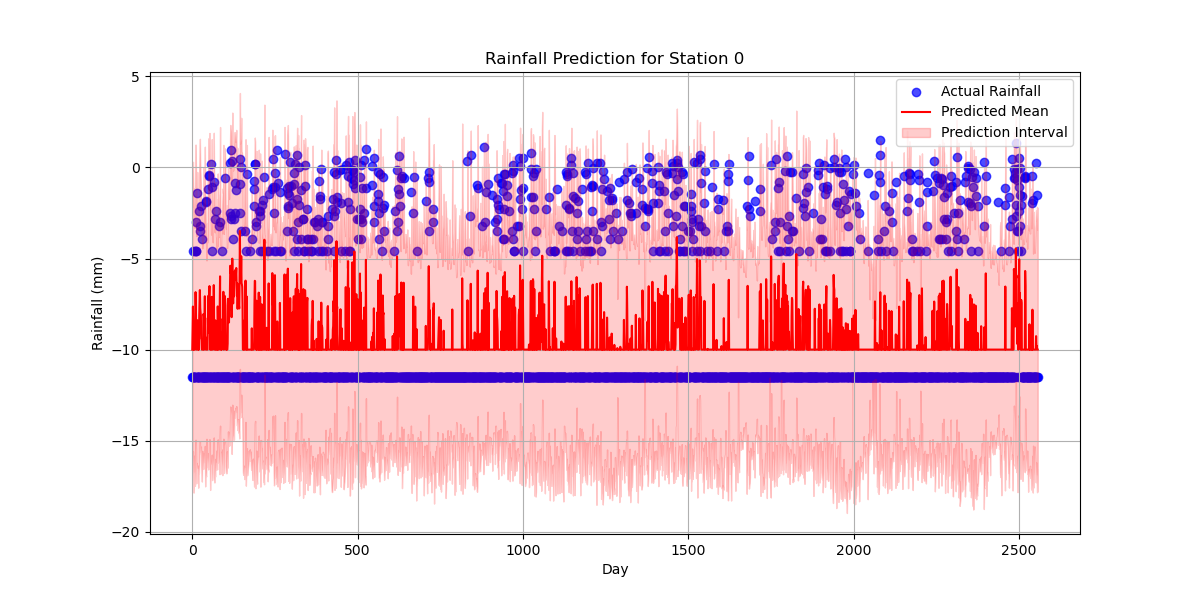 Rainfall Prediction for Station 0
Actual Rainfall
Predicted Mean
Prediction Interval
Rainfall (mm)
5
0
−5
−10
−15
−20
0
500
1000
1500
2000
2500
Day